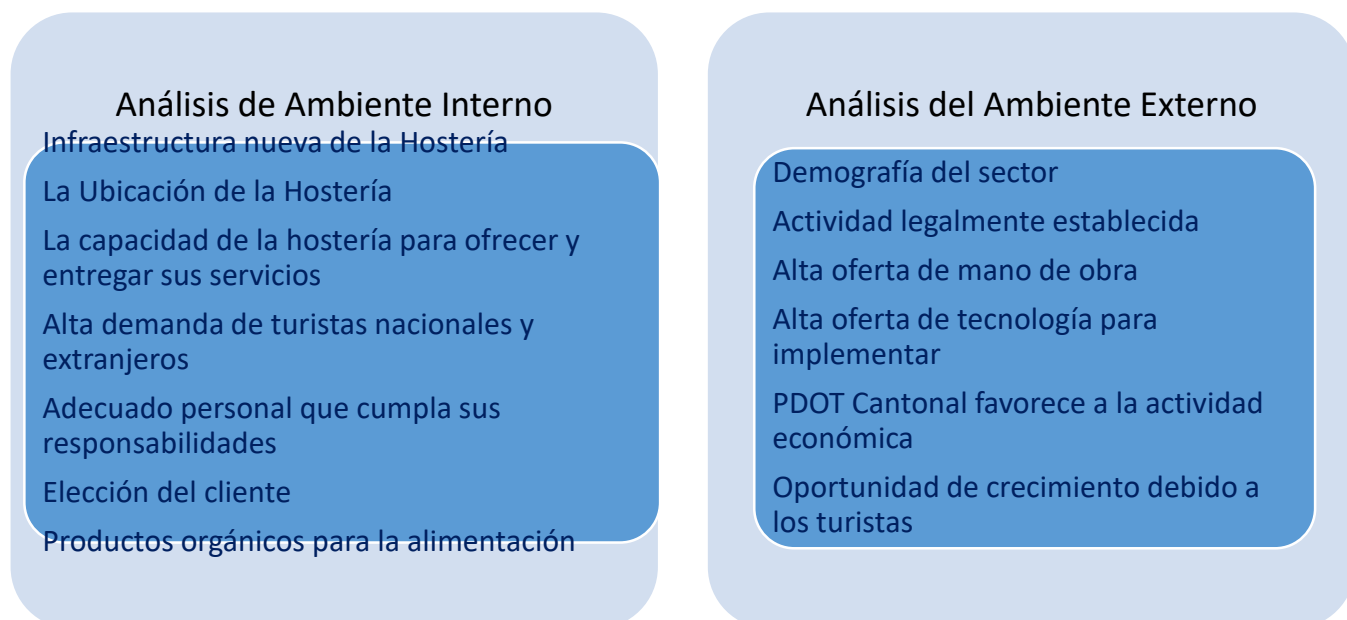 Análisis de Ambiente Interno
Infraestructura nueva de la Hostería
La Ubicación de la Hostería
La capacidad de la hostería para ofrecer y
entregar sus servicios
Alta demanda de turistas nacionales y
extranjeros
Adecuado personal que cumpla sus
responsabilidades
Elección del cliente
Productos orgánicos para la alimentación
Análisis del Ambiente Externo
Demografía del sector
Actividad legalmente establecida
Alta oferta de mano de obra
Alta oferta de tecnología para
implementar
PDOT Cantonal favorece a la actividad
económica
Oportunidad de crecimiento debido a
los turistas